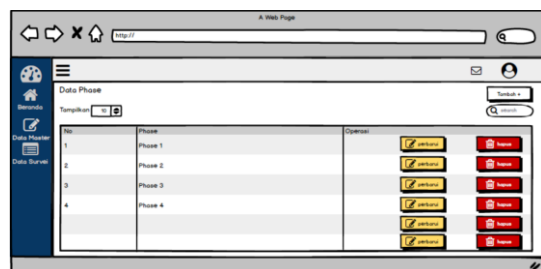 A Web Page
http://
Beranda
Data Master
Data Survei
Data Phase
Tambah +
Tampilkan 10
search
No Phase Operasi
1 Phase 1 perbarui hapus
2 Phase 2 perbarui hapus
3 Phase 3 perbarui hapus
4 Phase 4 perbarui hapus
perbarui hapus
perbarui hapus